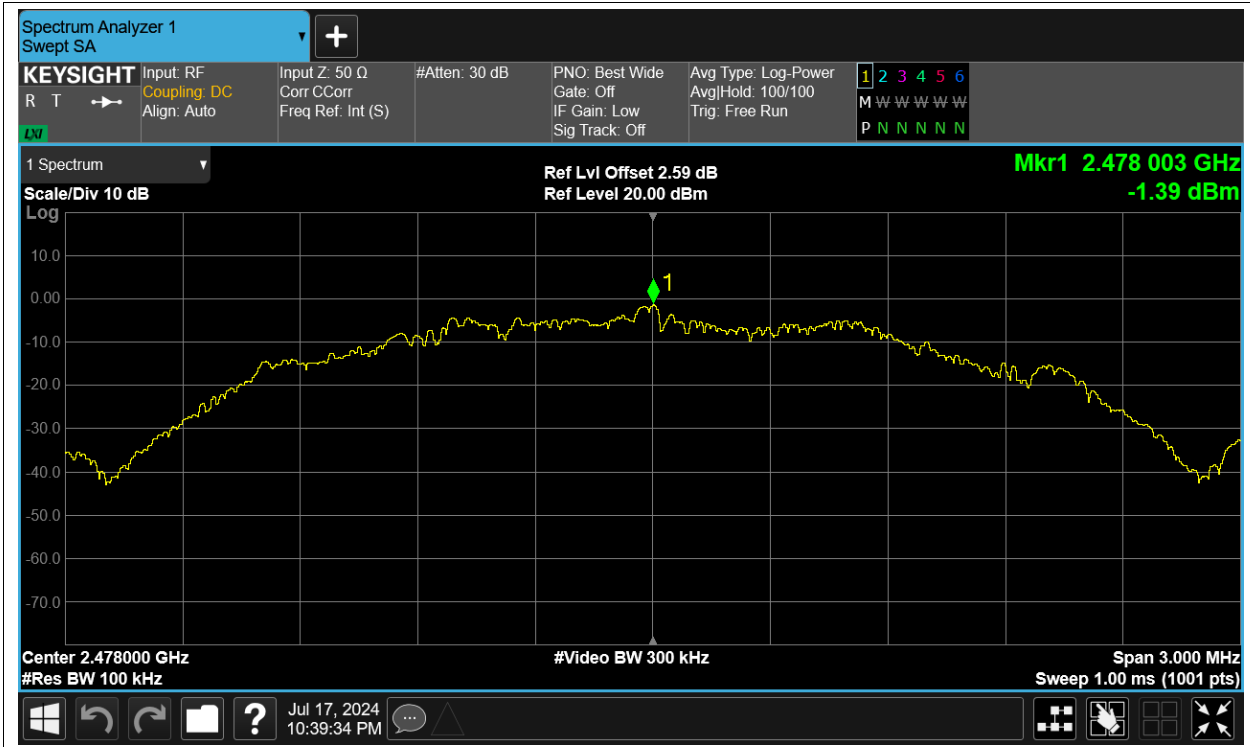 Spectrum Analyzer 1
Swept SA
KEYSIGHT
R T
LXI
Input: RF
Coupling: DC
Align: Auto
Input Z: 50 Ω
Corr CCorr
Freq Ref: Int (S)
#Atten: 30 dB
PNO: Best Wide
Gate: Off
IF Gain: Low
Sig Track: Off
Avg Type: Log-Power
Avg|Hold: 100/100
Trig: Free Run
1 2 3 4 5 6
M W W W W W
P N N N N N
1 Spectrum
Scale/Div 10 dB
Ref Lvl Offset 2.59 dB
Ref Level 20.00 dBm
Mkr1 2.478 003 GHz
-1.39 dBm
Log
10.0
0.00
-10.0
-20.0
-30.0
-40.0
-50.0
-60.0
-70.0
1
Center 2.478000 GHz
#Res BW 100 kHz
#Video BW 300 kHz
Span 3.000 MHz
Sweep 1.00 ms (1001 pts)
?
Jul 17, 2024
10:39:34 PM